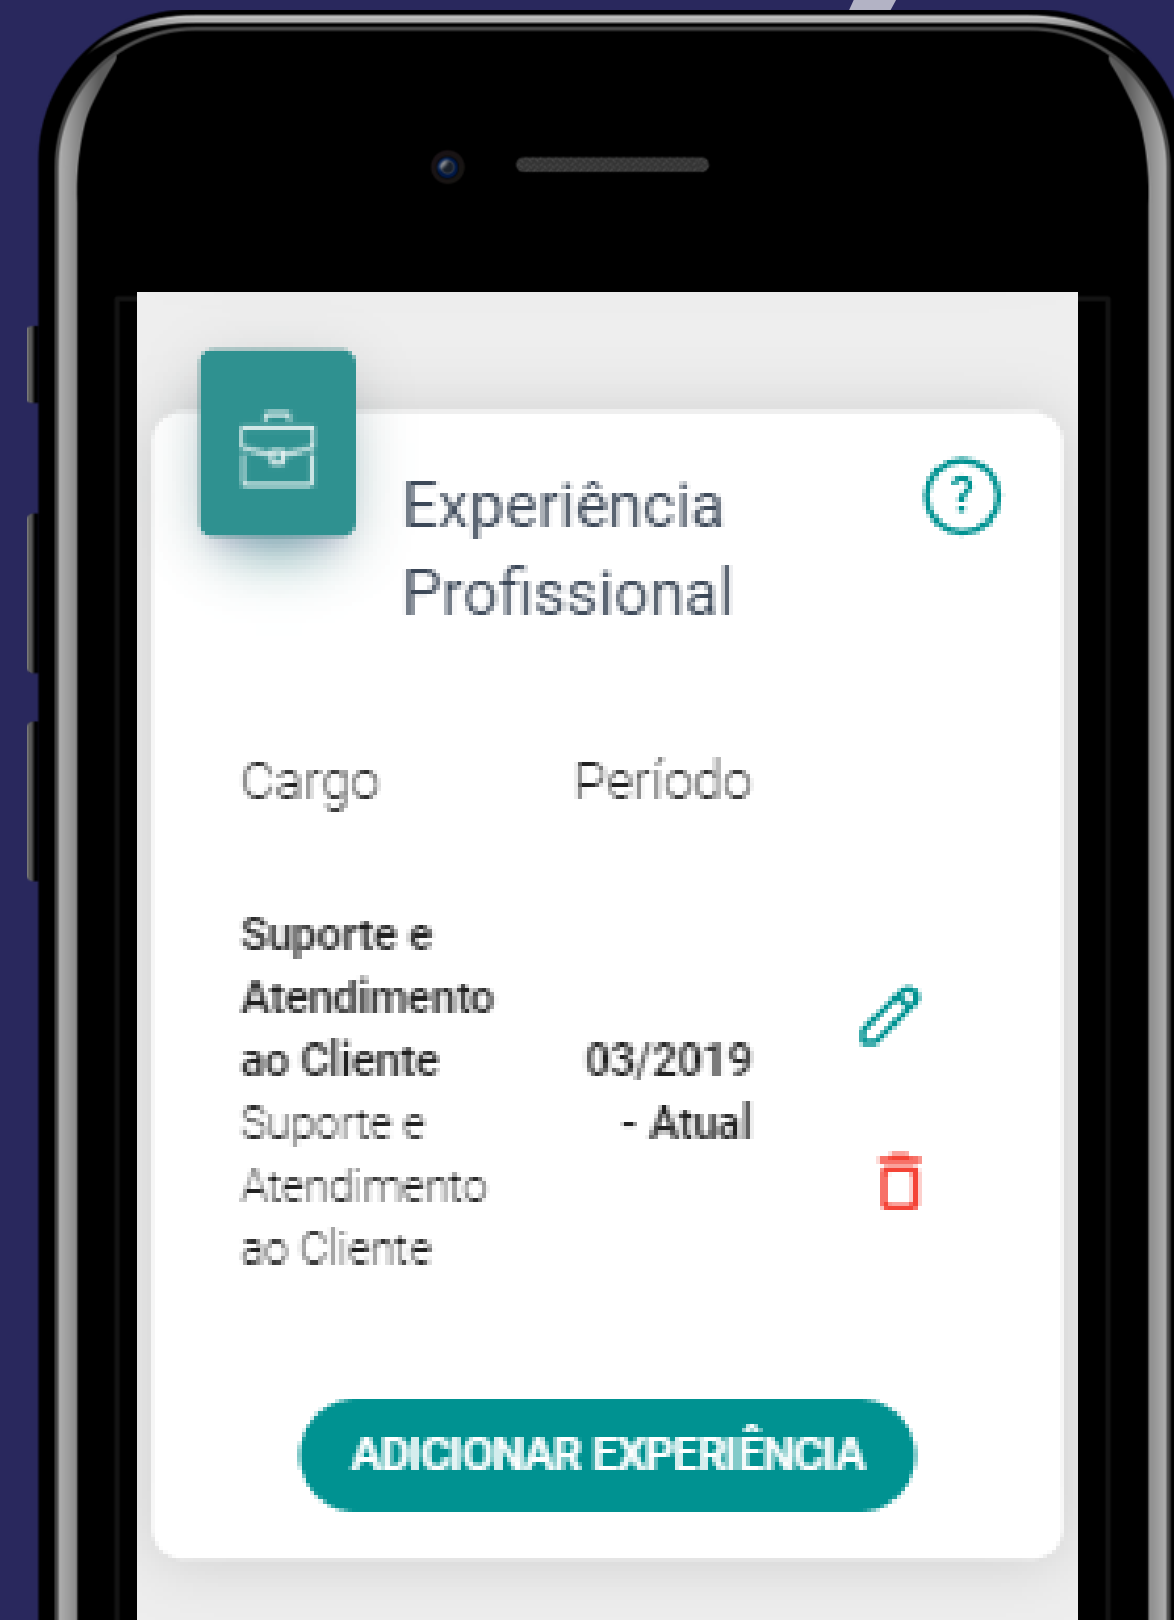 Experiência
Profissional
?
Cargo Período
Suporte e
Atendimento
ao Cliente
Suporte e
Atendimento
ao Cliente
03/2019
- Atual
ADICIONAR EXPERIÊNCIA